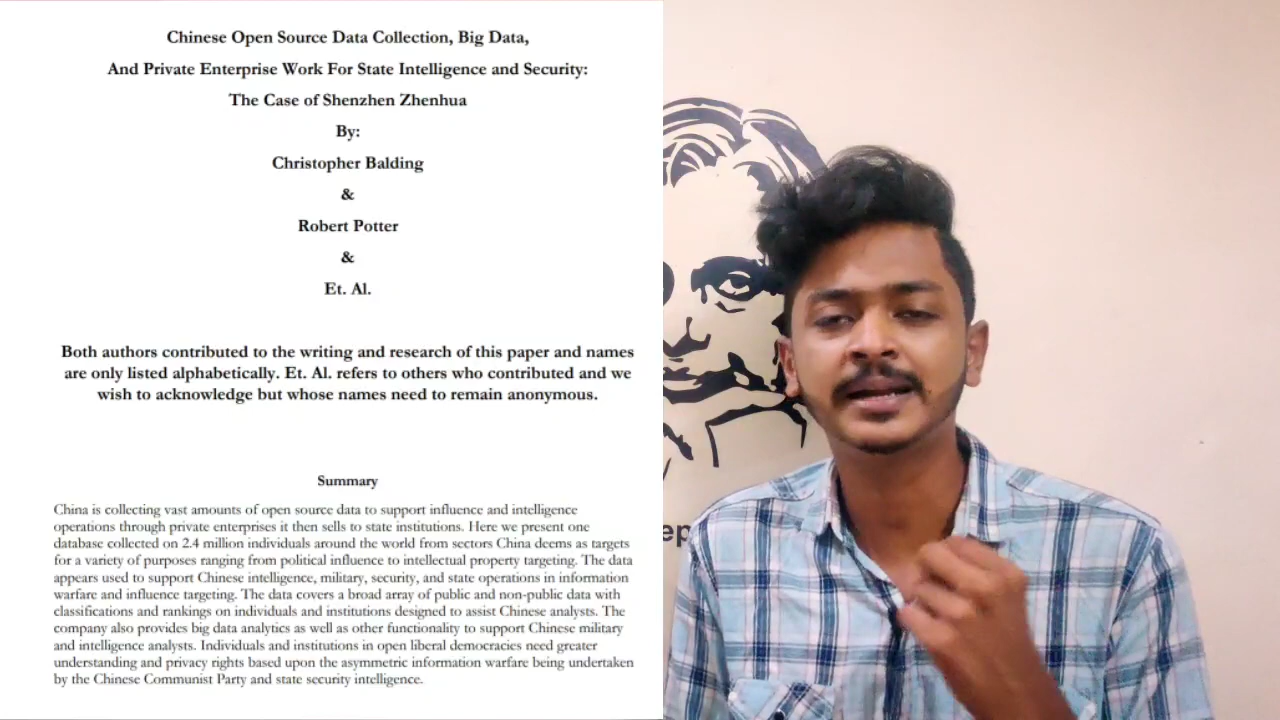 Chinese Open Source Data Collection, Big Data,
And Private Enterprise Work For State Intelligence and Security:
The Case of Shenzhen Zhenhua
By:
Christopher Balding
&
Robert Potter
&
Et. Al.
Both authors contributed to the writing and research of this paper and names
are only listed alphabetically. Et. Al. refers to others who contributed and we
wish to acknowledge but whose names need to remain anonymous.
Summary
China is collecting vast amounts of open source data to support influence and intelligence
operations through private enterprises it then sells to state institutions. Here we present one
database collected on 2.4 million individuals around the world from sectors China deems as targets
for a variety of purposes ranging from political influence to intellectual property targeting. The data
appears used to support Chinese intelligence, military, security, and state operations in information
warfare and influence targeting. The data covers a broad array of public and non-public data with
classifications and rankings on individuals and institutions designed to assist Chinese analysts. The
company also provides big data analytics as well as other functionality to support Chinese military
and intelligence analysts. Individuals and institutions in open liberal democracies need greater
understanding and privacy rights based upon the asymmetric information warfare being undertaken
by the Chinese Communist Party and state security intelligence.
ep